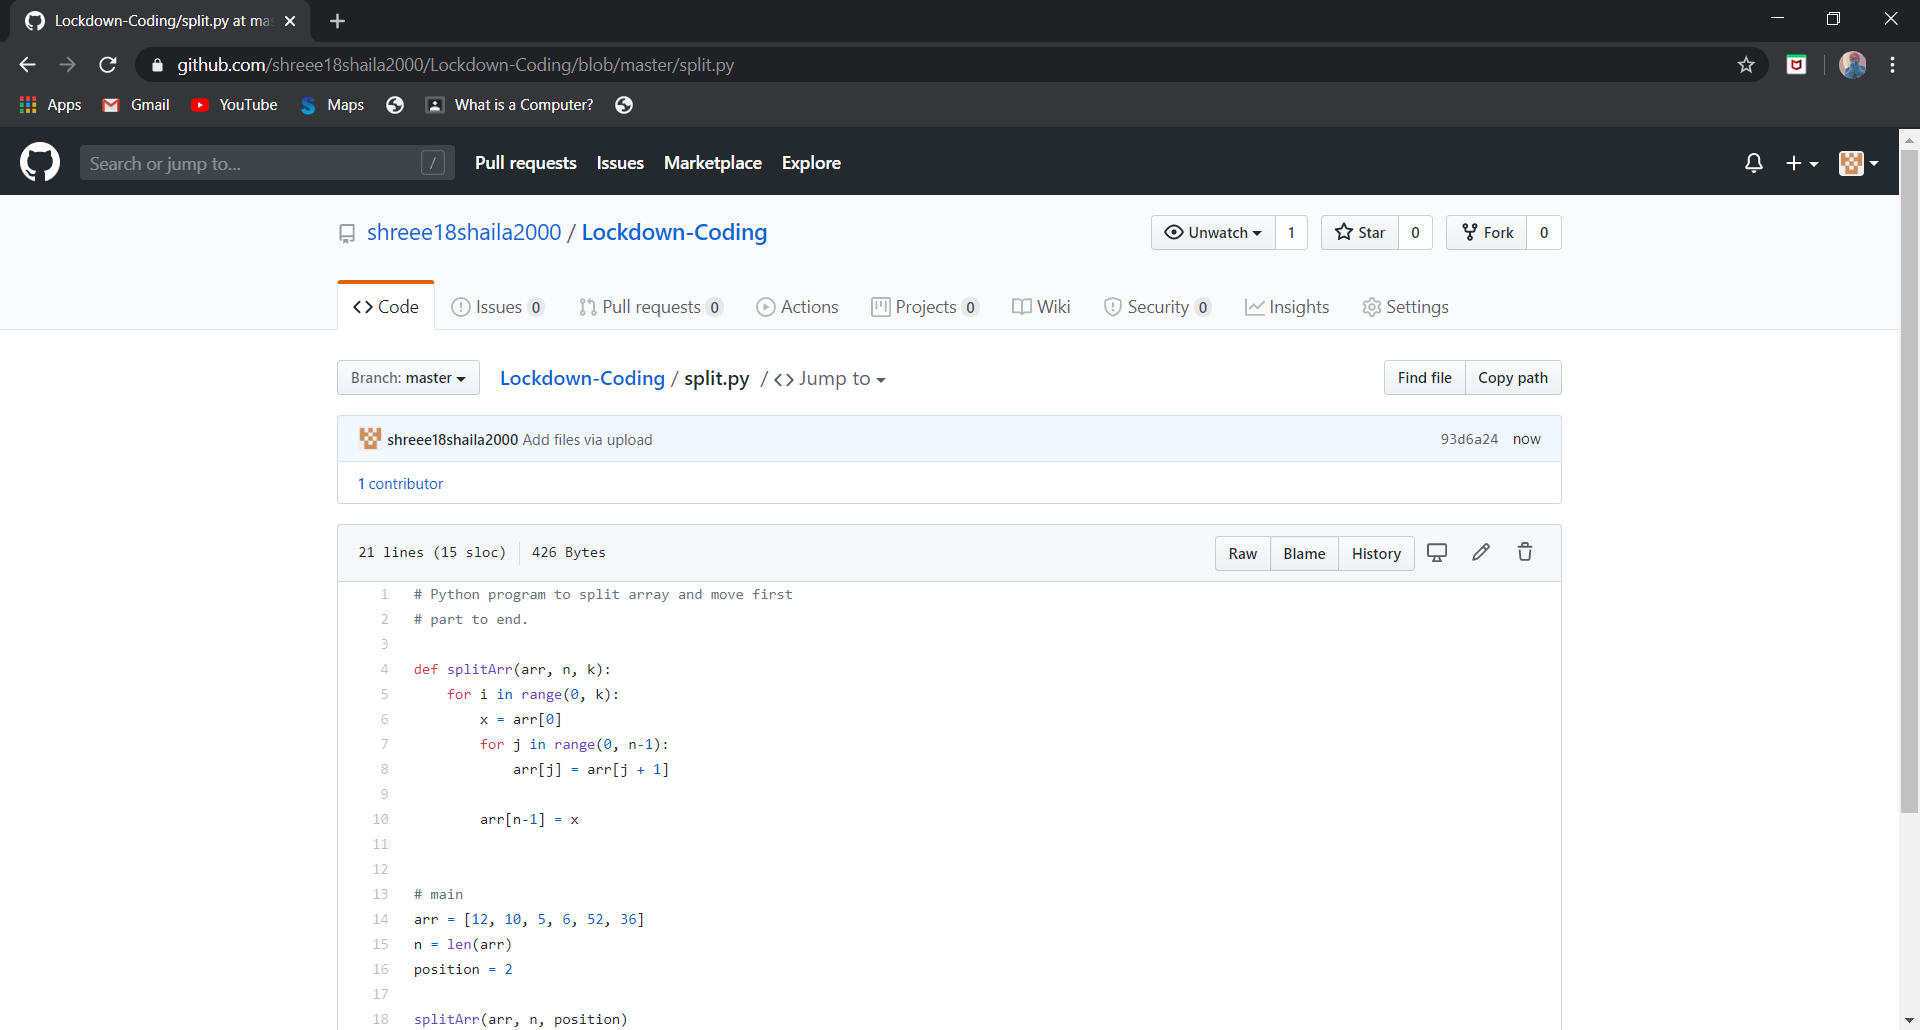 Lockdown-Coding/split.py at mas
github.com/shreee18shaila2000/Lockdown-Coding/blob/master/split.py
Apps Gmail YouTube Maps What is a Computer?
Search or jump to... / Pull requests Issues Marketplace Explore
shreee18shaila2000 / Lockdown-Coding Unwatch 1 Star 0 Fork 0
Code Issues 0 Pull requests 0 Actions Projects 0 Wiki Security 0 Insights Settings
Branch: master Lockdown-Coding / split.py / <> Jump to Find file Copy path
shreee18shaila2000 Add files via upload 93d6a24 now
1 contributor
21 lines (15 sloc) 426 Bytes Raw Blame History
1 # Python program to split array and move first
2 # part to end.
3
4 def splitArr(arr, n, k):
5     for i in range(0, k):
6         x = arr[0]
7         for j in range(0, n-1):
8             arr[j] = arr[j + 1]
9
10         arr[n-1] = x
11
12
13 # main
14 arr = [12, 10, 5, 6, 52, 36]
15 n = len(arr)
16 position = 2
17
18 splitArr(arr, n, position)